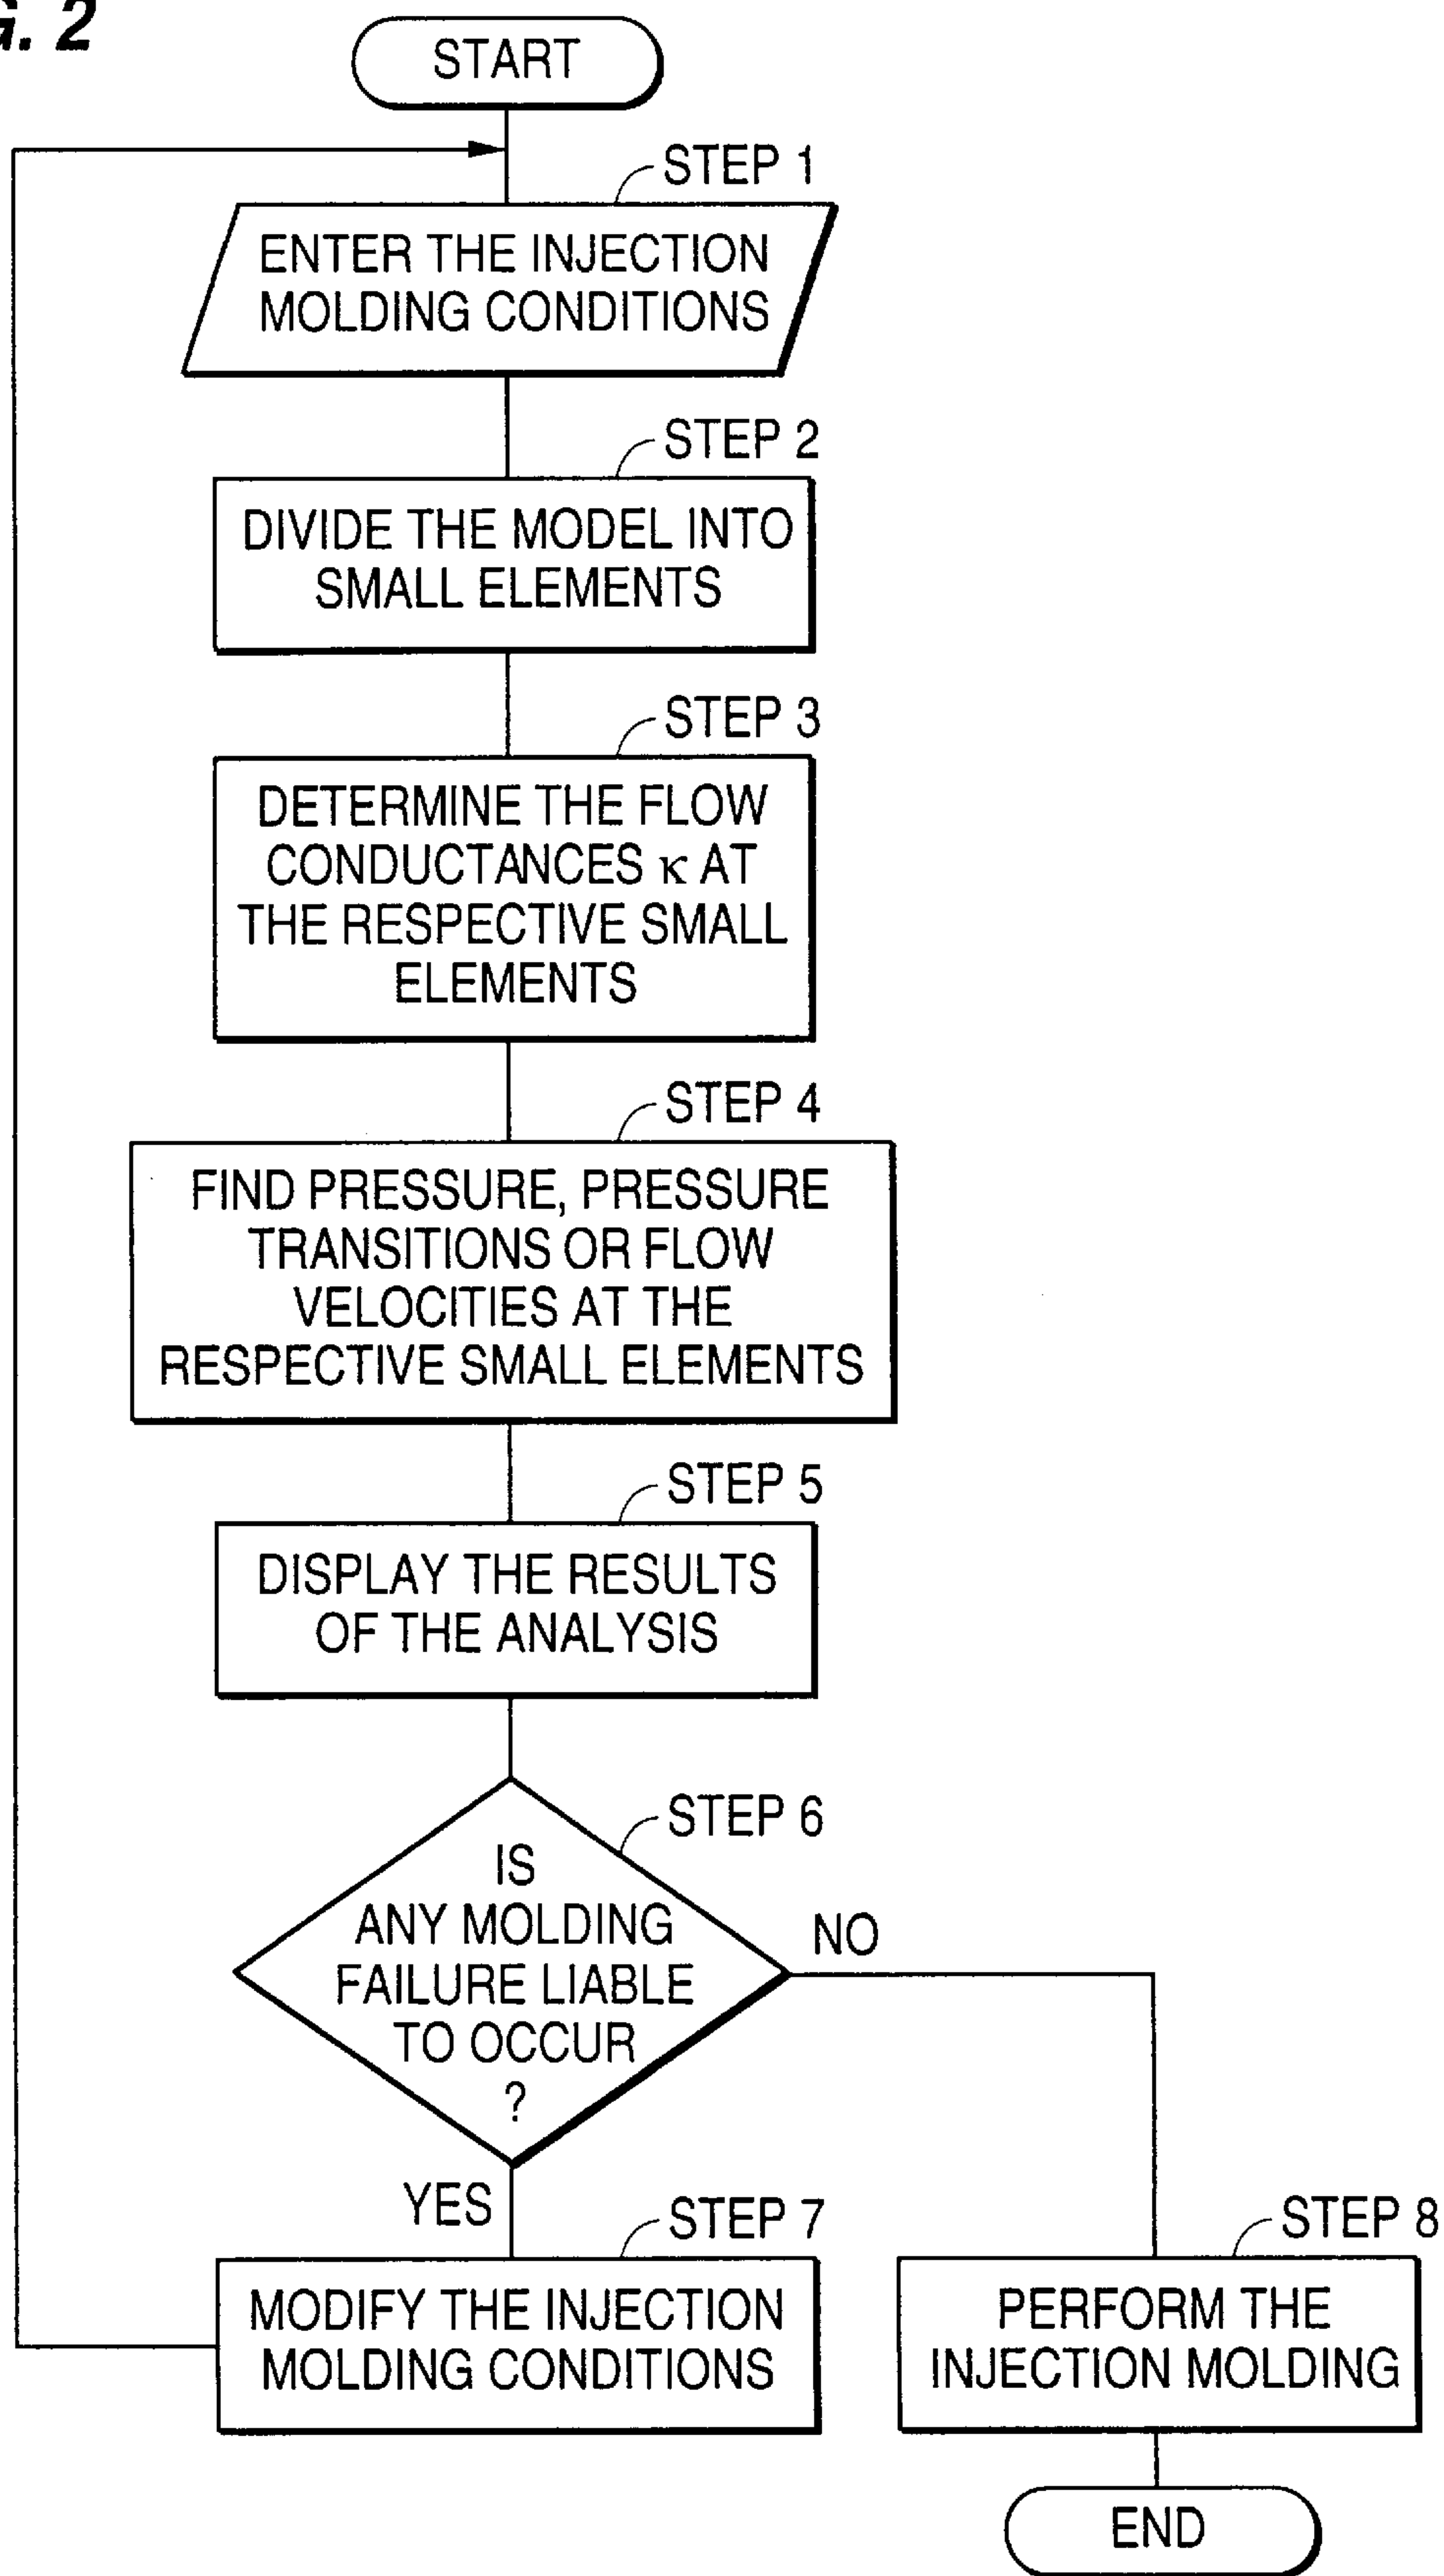 G. 2
START
STEP 1
ENTER THE INJECTION
MOLDING CONDITIONS
STEP 2
DIVIDE THE MODEL INTO
SMALL ELEMENTS
STEP 3
DETERMINE THE FLOW
CONDUCTANCES κ AT
THE RESPECTIVE SMALL
ELEMENTS
STEP 4
FIND PRESSURE, PRESSURE
TRANSITIONS OR FLOW
VELOCITIES AT THE
RESPECTIVE SMALL ELEMENTS
STEP 5
DISPLAY THE RESULTS
OF THE ANALYSIS
STEP 6
IS
ANY MOLDING
FAILURE LIABLE
TO OCCUR
?
NO
YES
STEP 7
MODIFY THE INJECTION
MOLDING CONDITIONS
STEP 8
PERFORM THE
INJECTION MOLDING
END